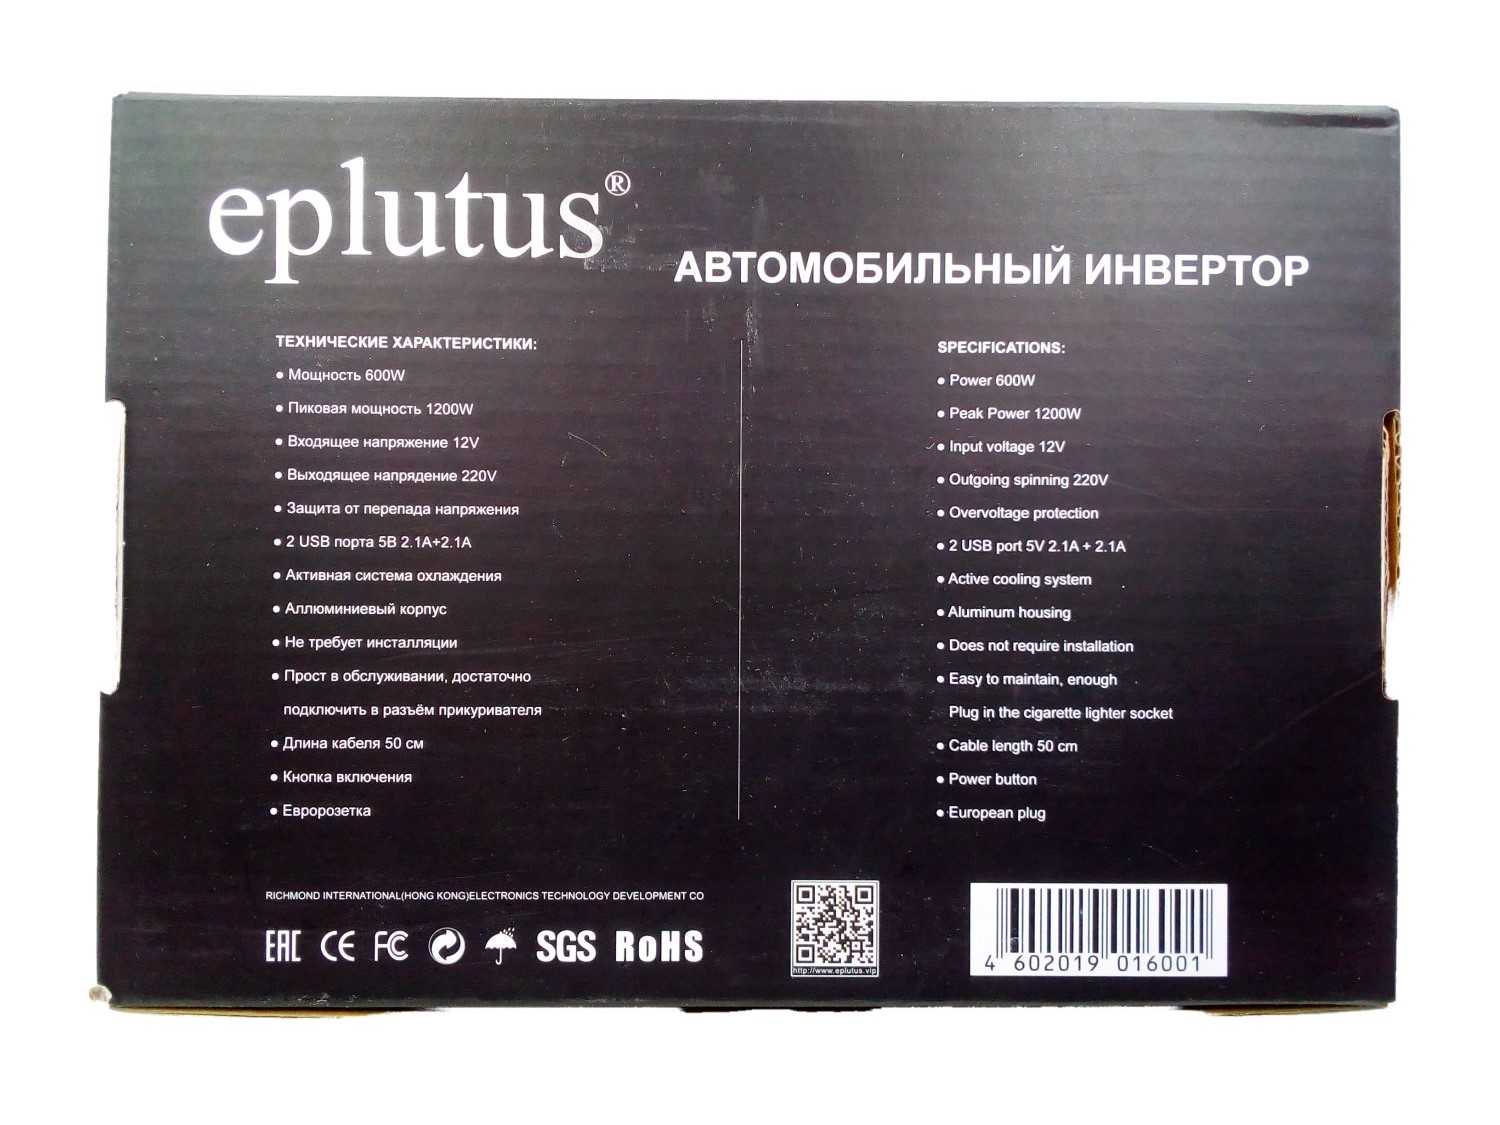 eplutus®
АВТОМОБИЛЬНЫЙ ИНВЕРТОР
ТЕХНИЧЕСКИЕ ХАРАКТЕРИСТИКИ:
● Мощность 600W
● Пиковая мощность 1200W
● Входящее напряжение 12V
● Выходящее напрядение 220V
● Защита от перепада напряжения
● 2 USB порта 5В 2.1A+2.1A
● Активная система охлаждения
● Аллюминиевый корпус
● Не требует инсталляции
● Прост в обслуживании, достаточно
подключить в разъём прикуривателя
● Длина кабеля 50 см
● Кнопка включения
● Евророзетка
SPECIFICATIONS:
● Power 600W
● Peak Power 1200W
● Input voltage 12V
● Outgoing spinning 220V
● Overvoltage protection
● 2 USB port 5V 2.1A + 2.1A
● Active cooling system
● Aluminum housing
● Does not require installation
● Easy to maintain, enough
Plug in the cigarette lighter socket
● Cable length 50 cm
● Power button
● European plug
RICHMOND INTERNATIONAL(HONG KONG)ELECTRONICS TECHNOLOGY DEVELOPMENT CO
EAC CE FC SGS RoHS
http://www.eplutus.vip
4 602019 016001